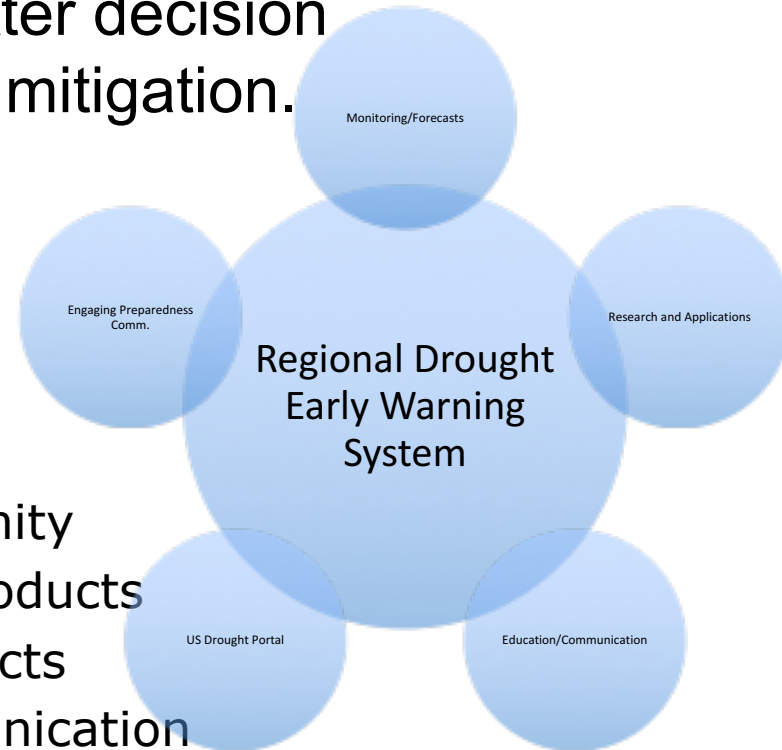 ter decision
mitigation.
Monitoring/Forecasts
Engaging Preparedness
Comm.
Research and Applications
Regional Drought
Early Warning
System
nity
oducts
cts
nication
US Drought Portal
Education/Communication